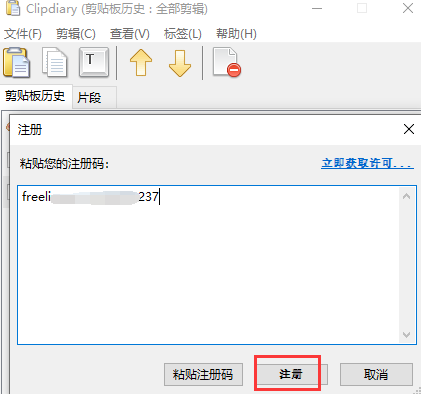 Clipdiary (剪贴板历史 : 全部剪辑)
文件(F) 剪辑(C) 查看(V) 标签(L) 帮助(H)
T
剪贴板历史 片段
注册
粘贴您的注册码:
立即获取许可...
freeli 237
粘贴注册码 注册 取消